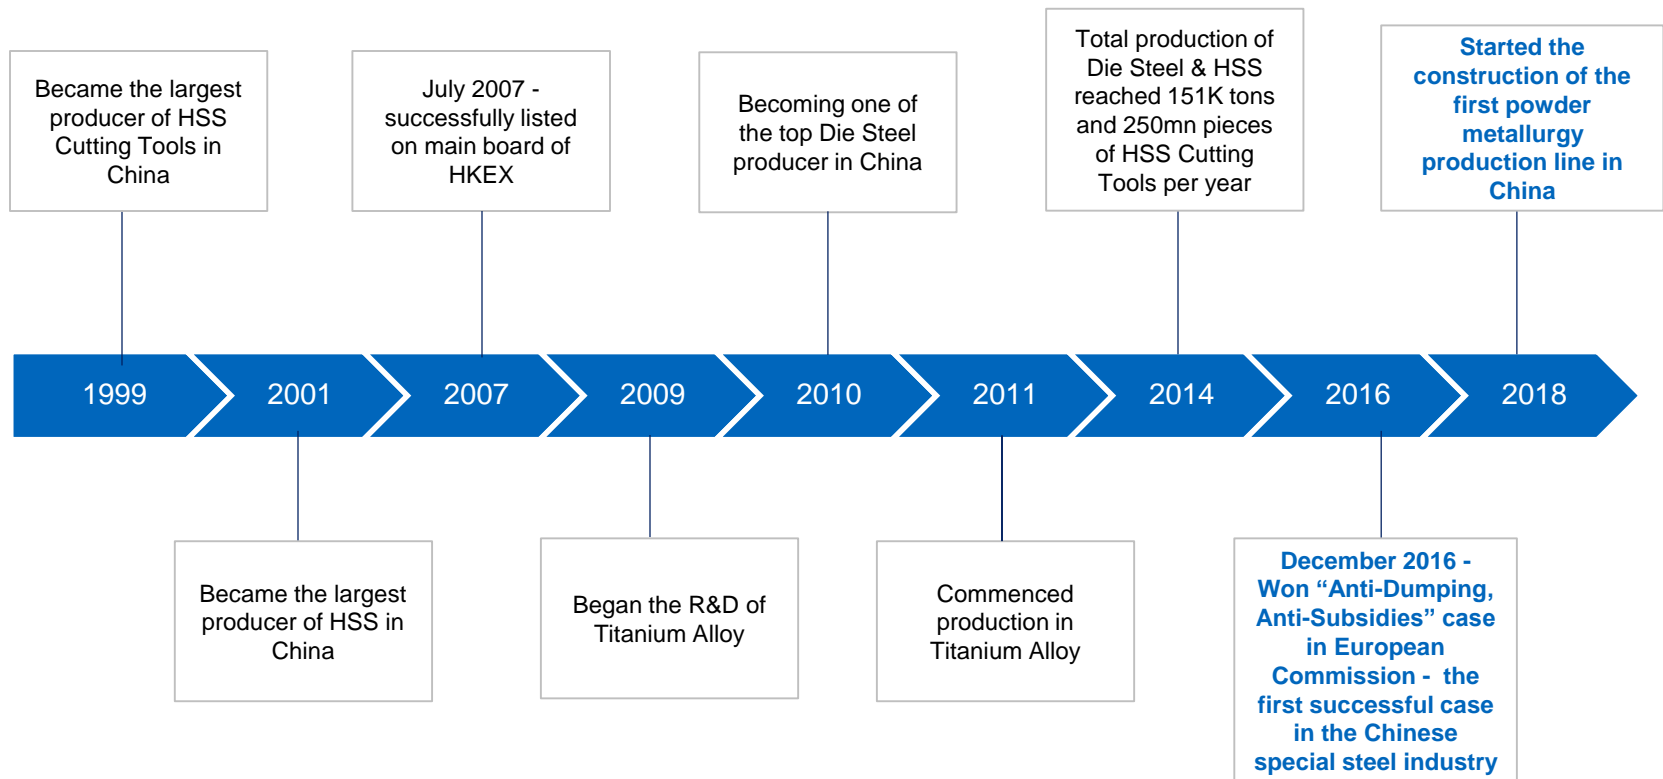 Became the largest
producer of HSS
Cutting Tools in
China
July 2007 -
successfully listed
on main board of
HKEX
Becoming one of
the top Die Steel
producer in China
Total production of
Die Steel & HSS
reached 151K tons
and 250mn pieces
of HSS Cutting
Tools per year
Started the
construction of the
first powder
metallurgy
production line in
China
1999
2001
2007
2009
2010
2011
2014
2016
2018
Became the largest
producer of HSS in
China
Began the R&D of
Titanium Alloy
Commenced
production in
Titanium Alloy
December 2016 -
Won “Anti-Dumping,
Anti-Subsidies” case
in European
Commission -  the
first successful case
in the Chinese
special steel industry